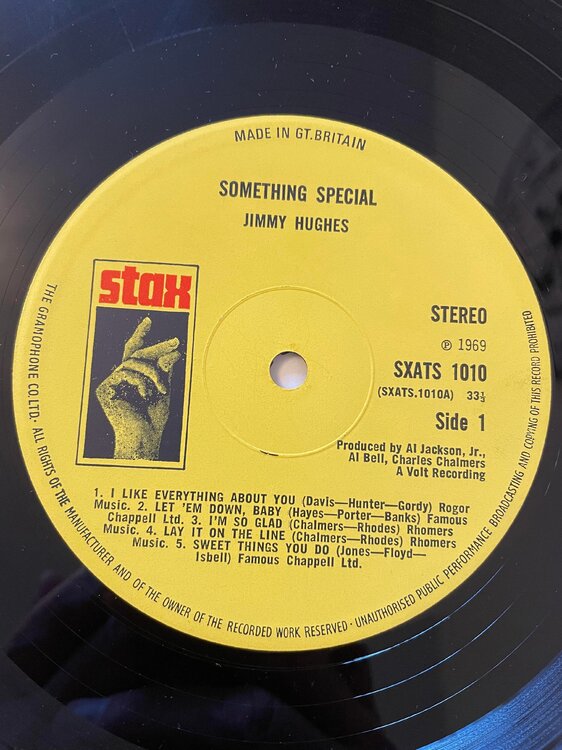 MADE IN GT.BRITAIN
SOMETHING SPECIAL
JIMMY HUGHES
stax
STEREO
Ⓟ 1969
SXATS 1010
(SXATS.1010A) 33⅓
Side 1
Produced by Al Jackson, Jr.,
Al Bell, Charles Chalmers
A Volt Recording
1. I LIKE EVERYTHING ABOUT YOU (Davis—Hunter—Gordy) Rogor
Music. 2. LET 'EM DOWN, BABY (Hayes—Porter—Banks) Famous
Chappell Ltd. 3. I'M SO GLAD (Chalmers—Rhodes) Rhomers
Music. 4. LAY IT ON THE LINE (Chalmers—Rhodes) Rhomers
Music. 5. SWEET THINGS YOU DO (Jones—Floyd—
Isbell) Famous Chappell Ltd.
THE GRAMOPHONE CO.LTD. · ALL RIGHTS OF THE MANUFACTURER AND OF THE OWNER OF THE RECORDED WORK RESERVED · UNAUTHORISED PUBLIC PERFORMANCE BROADCASTING AND COPYING OF THIS RECORD PROHIBITED